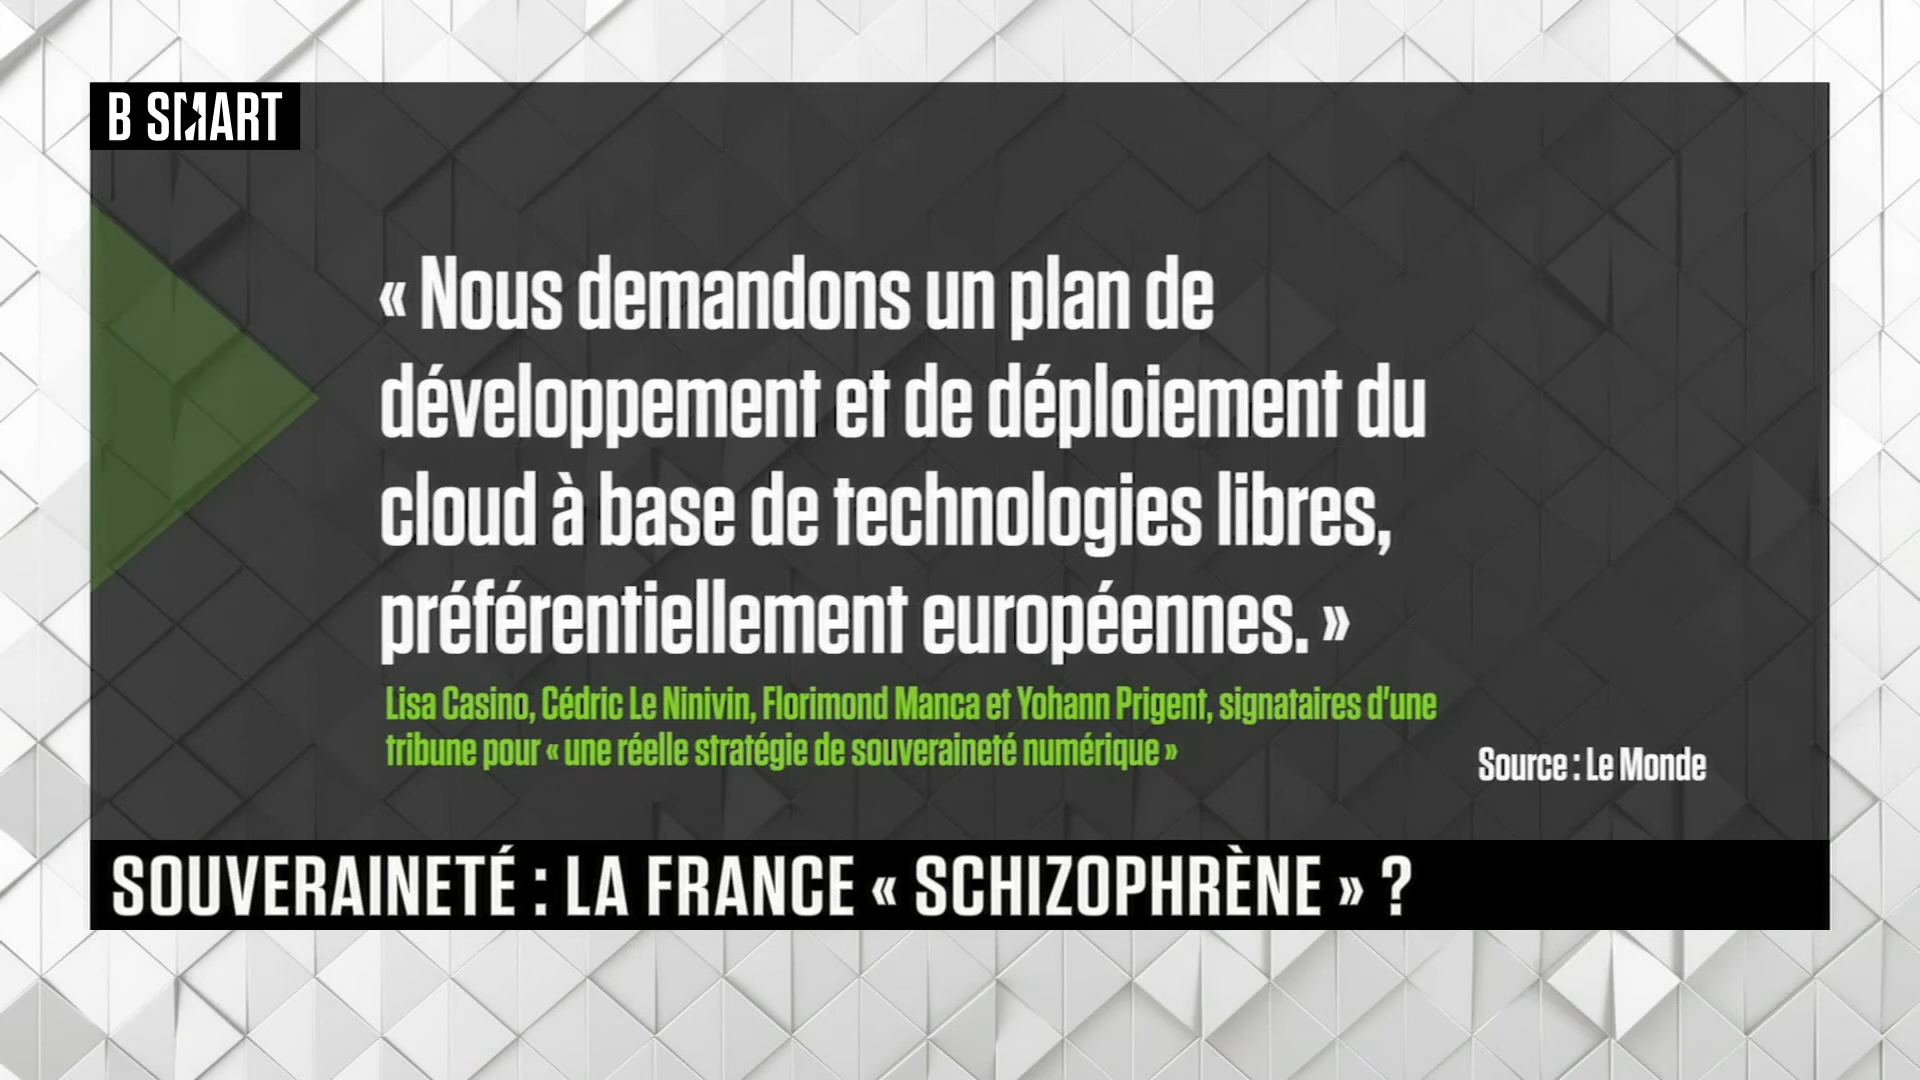 B SMART
« Nous demandons un plan de
développement et de déploiement du
cloud à base de technologies libres,
préférentiellement européennes. »
Lisa Casino, Cédric Le Ninivin, Florimond Manca et Yohann Prigent, signataires d'une
tribune pour « une réelle stratégie de souveraineté numérique »
Source : Le Monde
SOUVERAINETÉ : LA FRANCE « SCHIZOPHRÈNE » ?